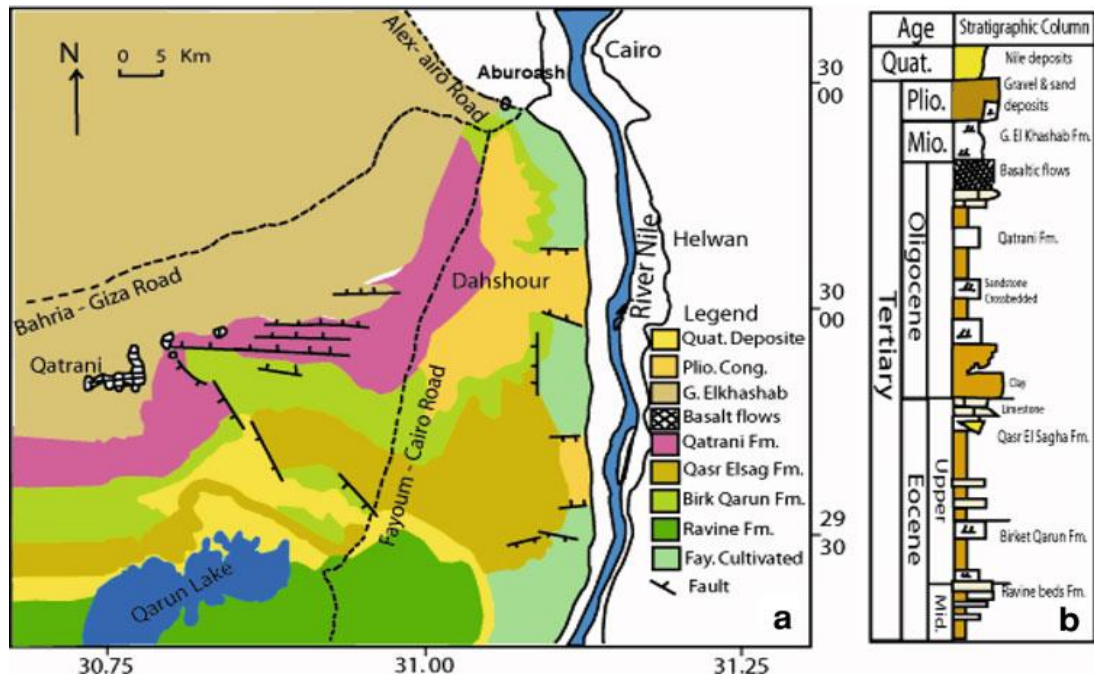 N
0 5 Km
Alex- airo Road
Aburoash
Cairo
30
00
Bahria - Giza Road
Dahshour
River Nile
Helwan
30
00
Qatrani
Fayoum - Cairo Road
Qarun Lake
29
30
Legend
Quat. Deposite
Plio. Cong.
G. Elkhashab
Basalt flows
Qatrani Fm.
Qasr Elsag Fm.
Birk Qarun Fm.
Ravine Fm.
Fay. Cultivated
Fault
a
30.75 31.00 31.25
Age Stratigraphic Column
Quat. Nile deposits
Plio. Gravel & sand
deposits
Mio. G. El Khashab Fm.
Basaltic flows
Tertiary
Oligocene
Qatrani Fm.
Sandstone
Crossbedded
Clay
Limestone
Qasr El Sagha Fm.
Eocene
Upper
Birket Qarun Fm.
Mid.
Ravine beds Fm.
b